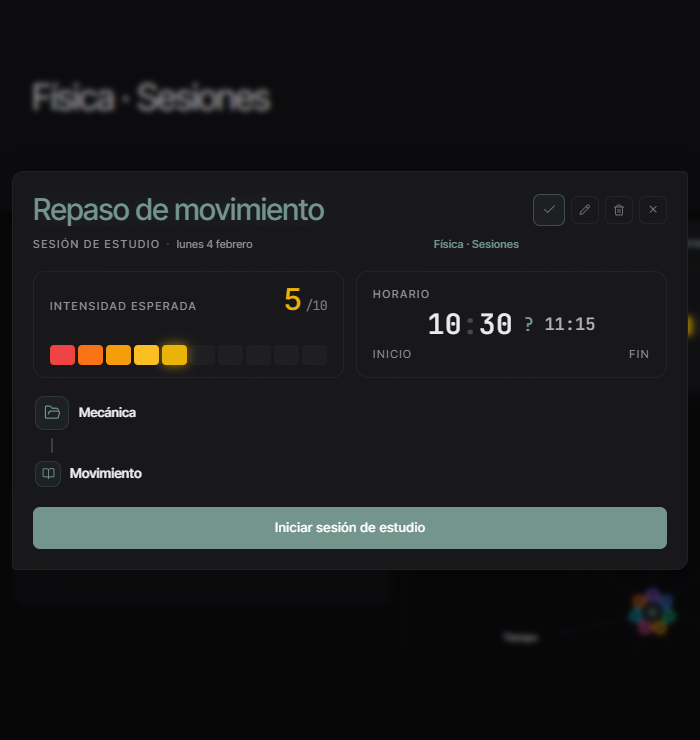 Física · Sesiones
Repaso de movimiento
SESIÓN DE ESTUDIO · lunes 4 febrero
Física · Sesiones
INTENSIDAD ESPERADA
5 /10
HORARIO
10:30 ? 11:15
INICIO
FIN
Mecánica
Movimiento
Iniciar sesión de estudio
Tiempo